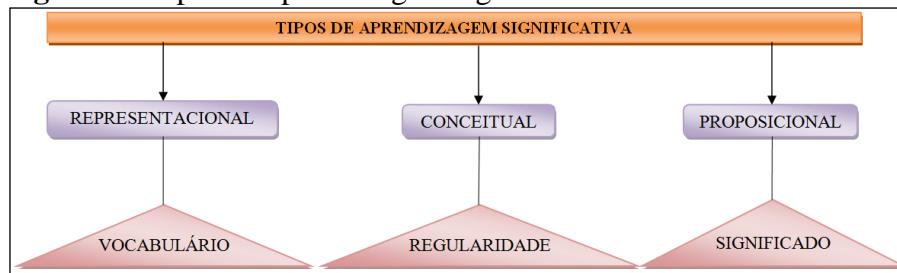 TIPOS DE APRENDIZAGEM SIGNIFICATIVA
REPRESENTACIONAL
CONCEITUAL
PROPOSICIONAL
VOCABULÁRIO
REGULARIDADE
SIGNIFICADO